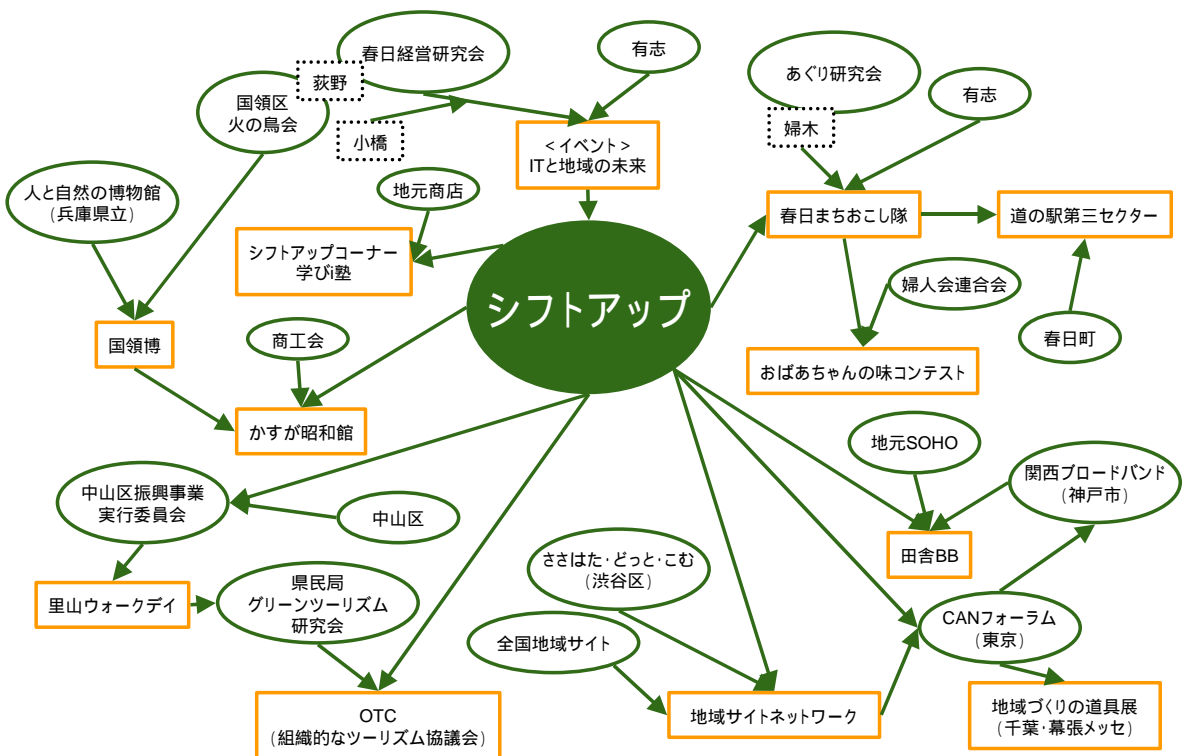 春日経営研究会
有志
荻野
国領区
火の鳥会
小橋
<イベント>
ITと地域の未来
あぐり研究会
婦木
有志
人と自然の博物館
(兵庫県立)
地元商店
シフトアップコーナー
学びi塾
春日まちおこし隊
道の駅第三セクター
シフトアップ
婦人会連合会
春日町
国領博
商工会
おばあちゃんの味コンテスト
かすが昭和館
地元SOHO
関西ブロードバンド
(神戸市)
中山区振興事業
実行委員会
中山区
田舎BB
ささはた・どっと・こむ
(渋谷区)
里山ウォークデイ
県民局
グリーンツーリズム
研究会
全国地域サイト
CANフォーラム
(東京)
OTC
(組織的なツーリズム協議会)
地域サイトネットワーク
地域づくりの道具展
(千葉・幕張メッセ)